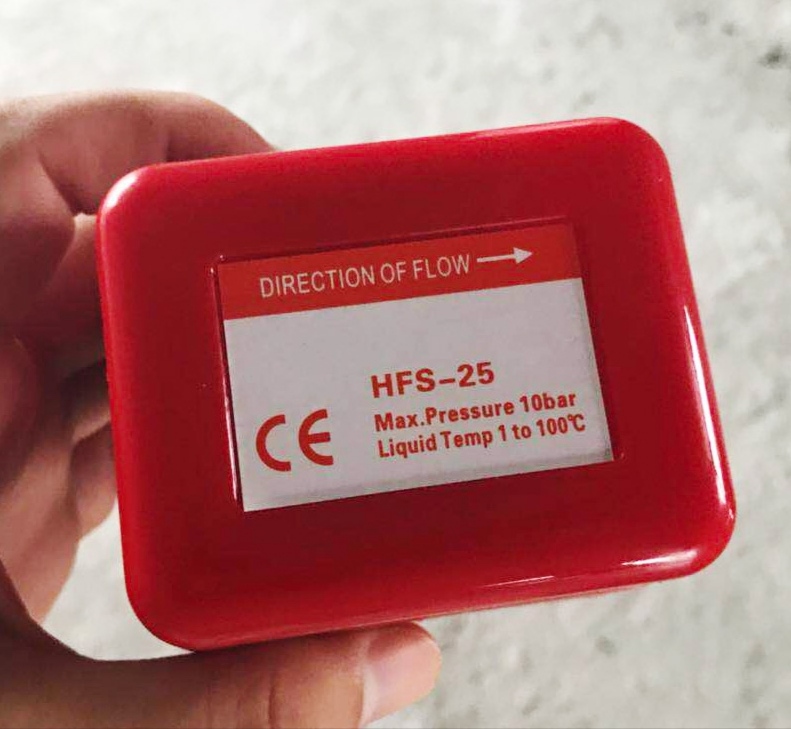 DIRECTION OF FLOW →
HFS-25
CE
Max.Pressure 10bar
Liquid Temp 1 to 100℃